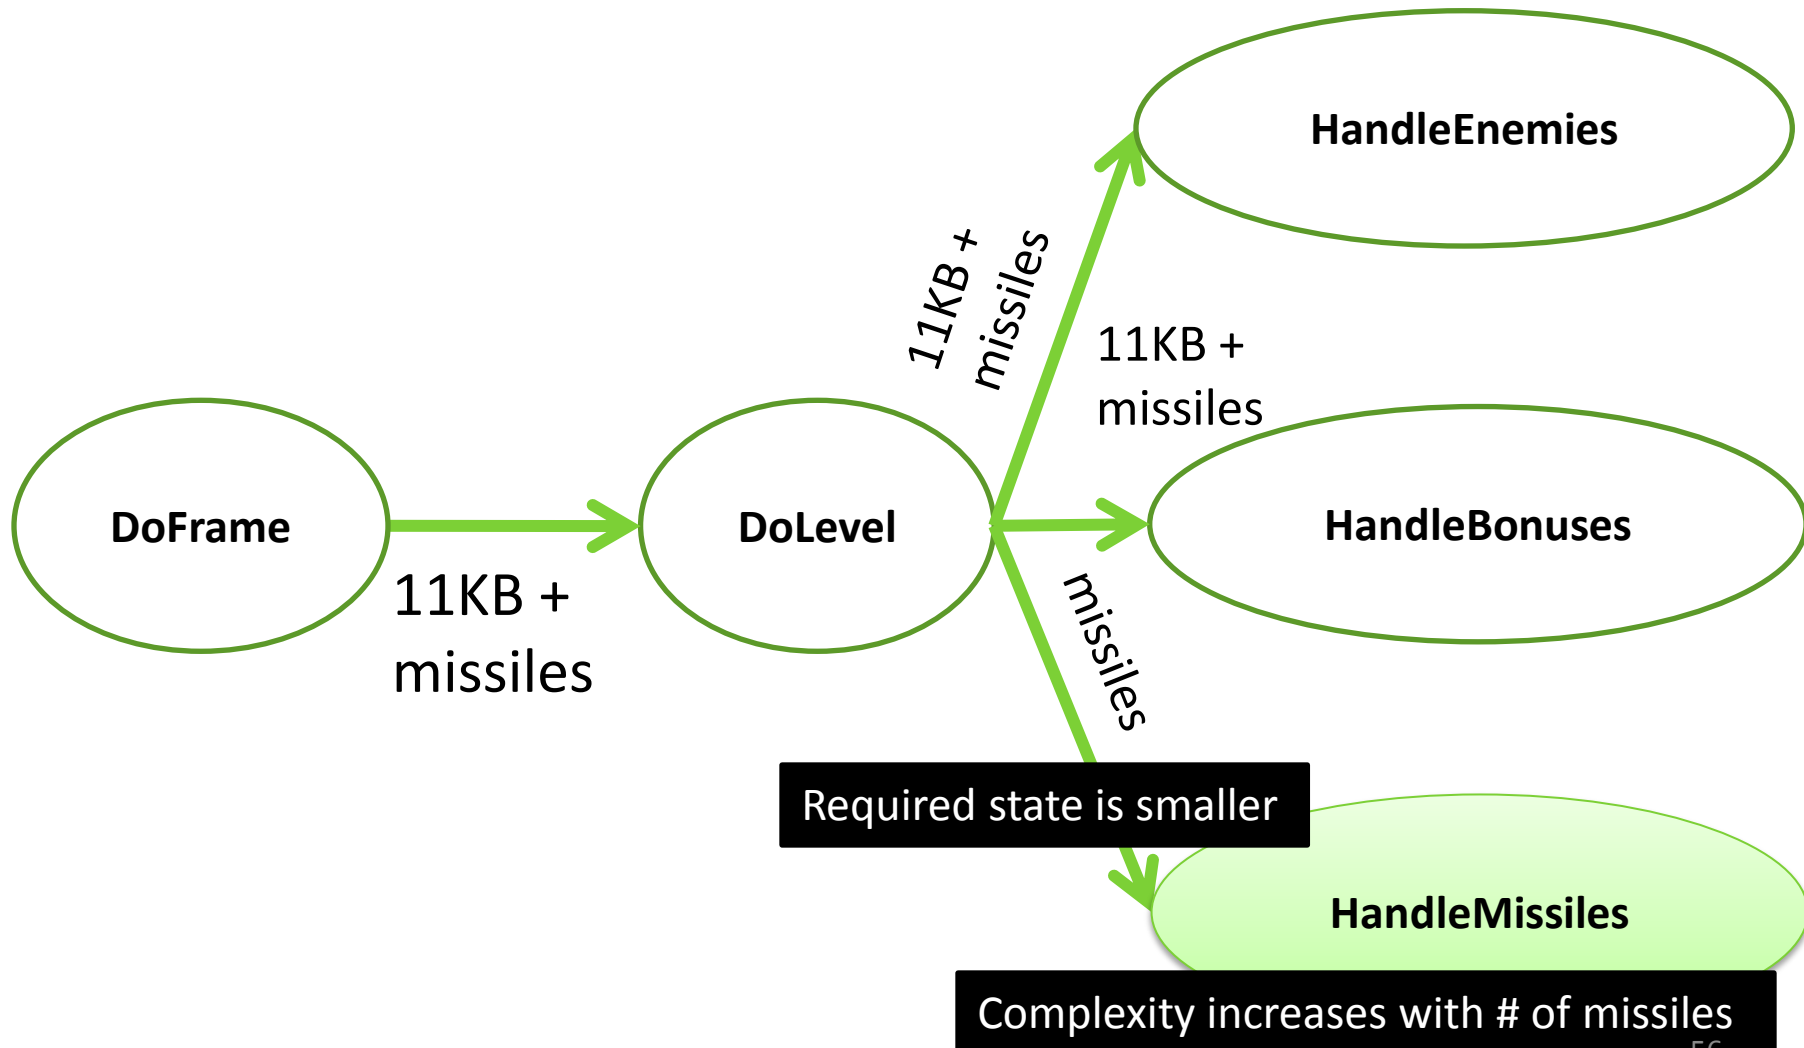 HandleEnemies
11KB +
missiles
11KB +
missiles
DoFrame
DoLevel
HandleBonuses
11KB +
missiles
missiles
Required state is smaller
HandleMissiles
Complexity increases with # of missiles
56